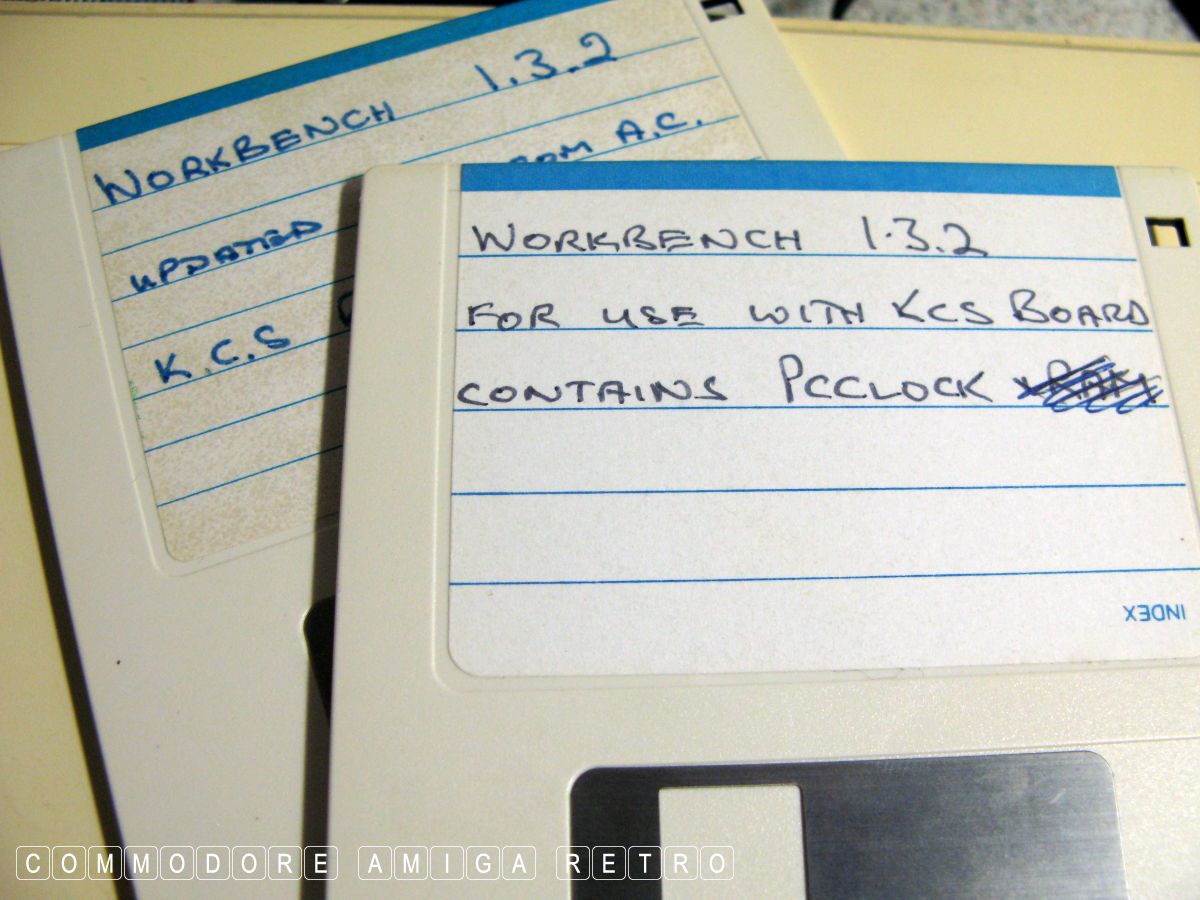 WORKBENCH 1.3.2
UPDATED A.C.
K.C.S
WORKBENCH 1.3.2
FOR USE WITH KCS BOARD
CONTAINS PCCLOCK
INDEX
COMMODORE AMIGA RETRO